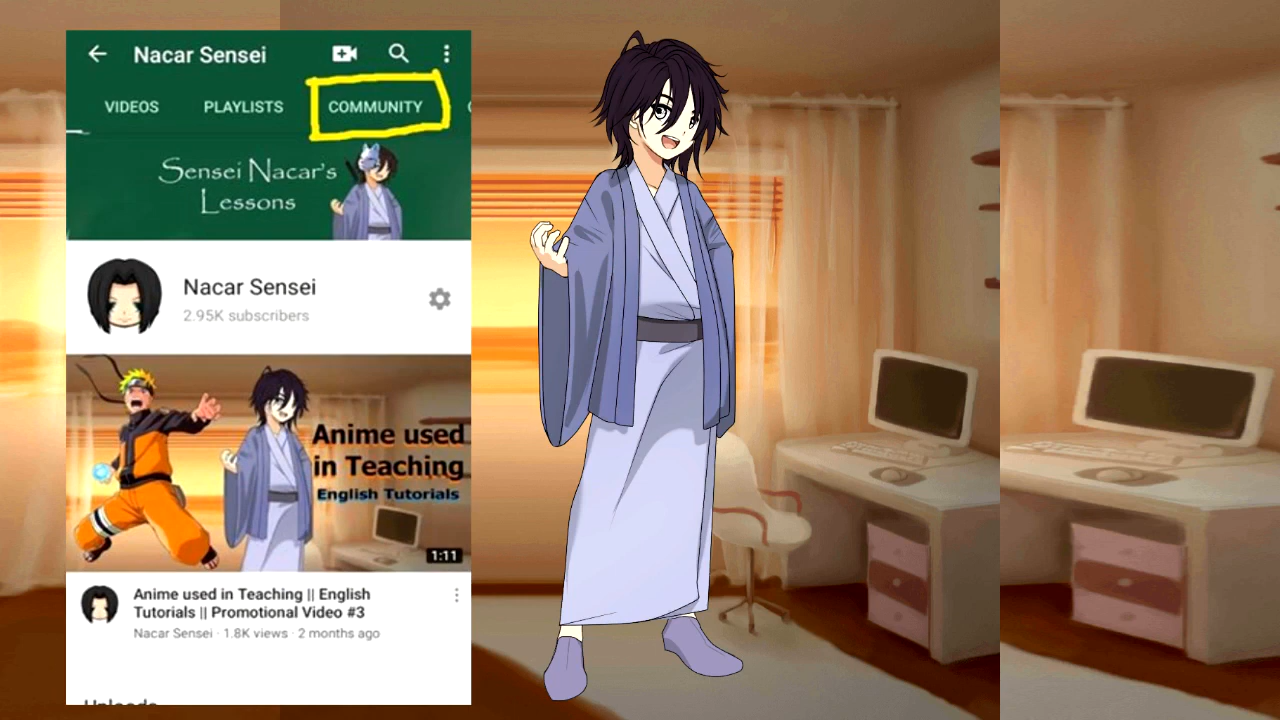 Nacar Sensei
VIDEOS PLAYLISTS COMMUNITY
Sensei Nacar's
Lessons
Nacar Sensei
2.95K subscribers
Anime used
in Teaching
English Tutorials
1:11
Anime used in Teaching || English
Tutorials || Promotional Video #3
Nacar Sensei · 1.8K views · 2 months ago